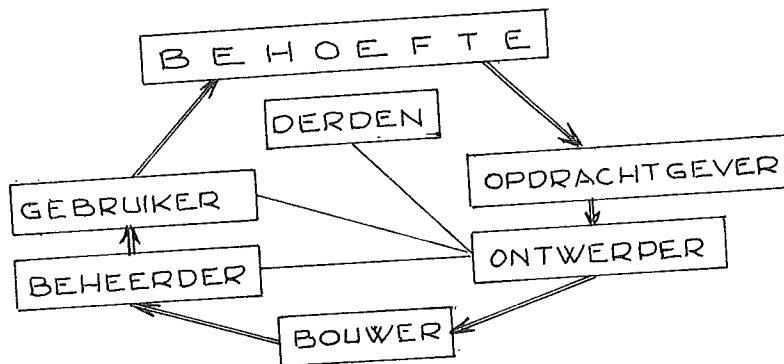 BEHOEFTE
DERDEN
OPDRACHTGEVER
GEBRUIKER
ONTWERPER
BEHEERDER
BOUWER